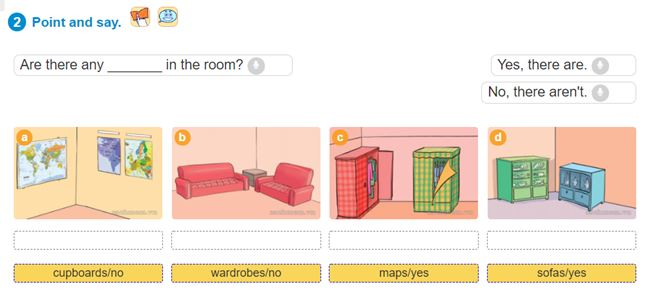 2 Point and say.
Are there any _______ in the room?
Yes, there are.
No, there aren't.
a
b
c
d
cupboards/no
wardrobes/no
maps/yes
sofas/yes